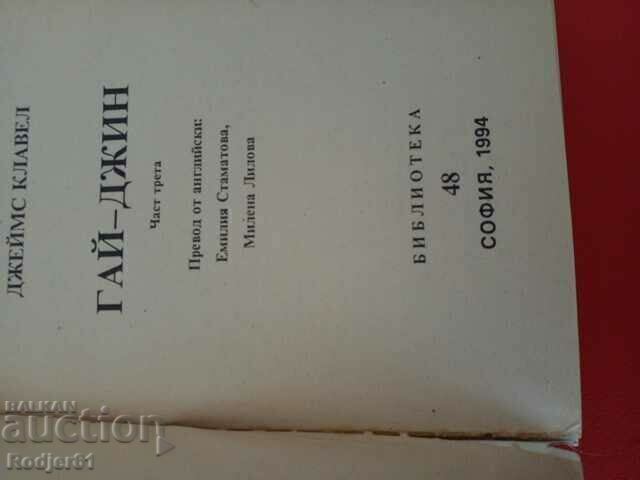 ДЖЕЙМС КЛАВЕЛ
ГАЙ–ДЖИН
Част трета
Превод от английски:
Емилия Стаматова,
Милена Лилова
БИБЛИОТЕКА
48
СОФИЯ, 1994
BALKAN
auction
Rodjer81